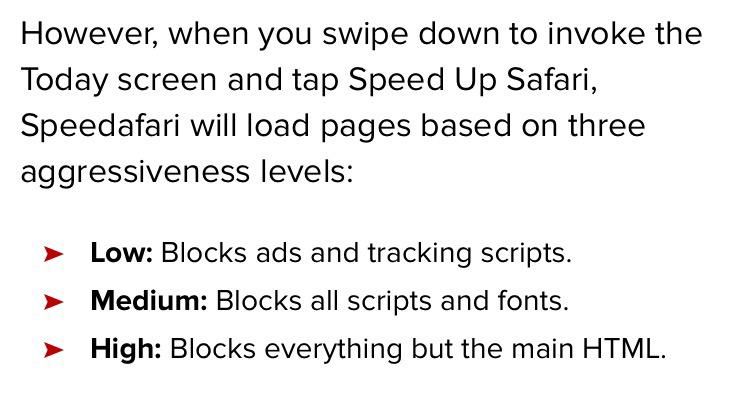 However, when you swipe down to invoke the
Today screen and tap Speed Up Safari,
Speedafari will load pages based on three
aggressiveness levels:
➤ Low: Blocks ads and tracking scripts.
➤ Medium: Blocks all scripts and fonts.
➤ High: Blocks everything but the main HTML.